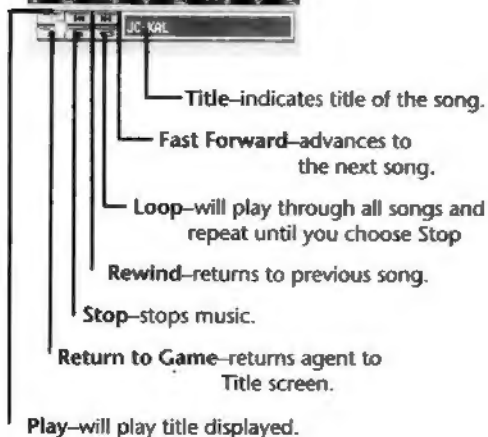 JC-KAL
Title–indicates title of the song.
Fast Forward–advances to
the next song.
Loop–will play through all songs and
repeat until you choose Stop
Rewind–returns to previous song.
Stop–stops music.
Return to Game–returns agent to
Title screen.
Play–will play title displayed.